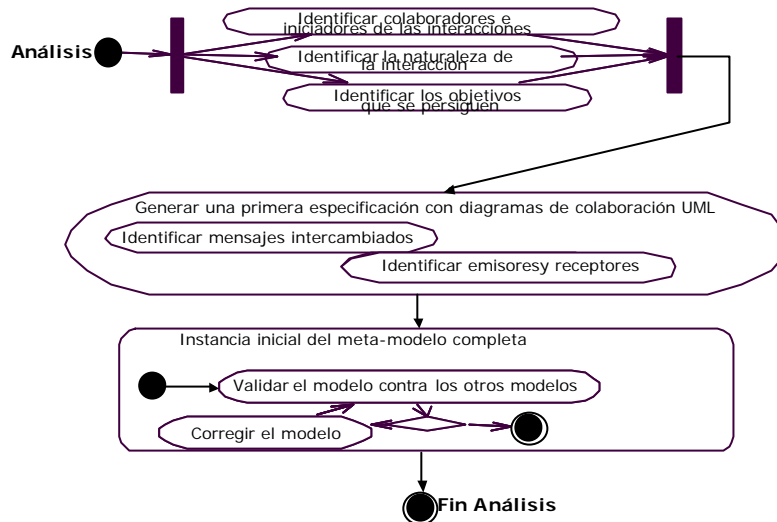 Identificar colaboradores e
iniciadores de las interacciones
Análisis
Identificar la naturaleza de
la interacción
Identificar los objetivos
que se persiguen
Generar una primera especificación con diagramas de colaboración UML
Identificar mensajes intercambiados
Identificar emisoresy receptores
Instancia inicial del meta-modelo completa
Validar el modelo contra los otros modelos
Corregir el modelo
Fin Análisis